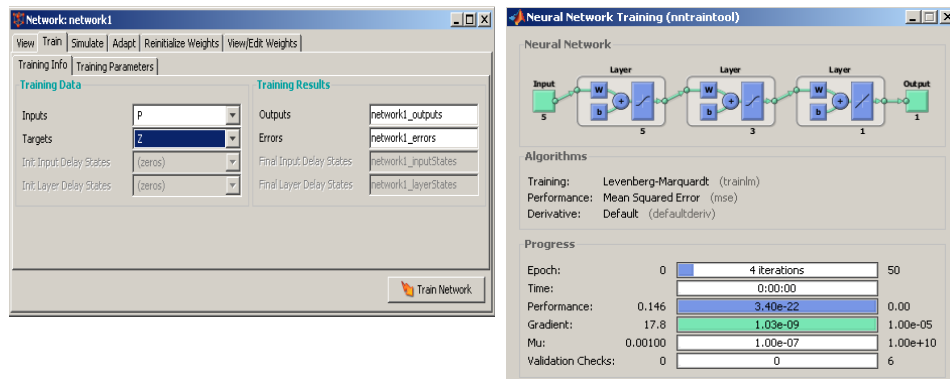 Network: network1
View Train Simulate Adapt Reinitialize Weights View/Edit Weights
Training Info Training Parameters
Training Data Training Results
Inputs P Outputs network1_outputs
Targets Z Errors network1_errors
Init Input Delay States (zeros) Final Input Delay States network1_inputStates
Init Layer Delay States (zeros) Final Layer Delay States network1_layerStates
Train Network
Neural Network Training (nntraintool)
Neural Network
Layer Layer Layer
Input W b + W b + W b + Output
5 5 3 1 1
Algorithms
Training: Levenberg-Marquardt (trainlm)
Performance: Mean Squared Error (mse)
Derivative: Default (defaultderiv)
Progress
Epoch: 0 4 iterations 50
Time: 0:00:00
Performance: 0.146 3.40e-22 0.00
Gradient: 17.8 1.03e-09 1.00e-05
Mu: 0.00100 1.00e-07 1.00e+10
Validation Checks: 0 0 6